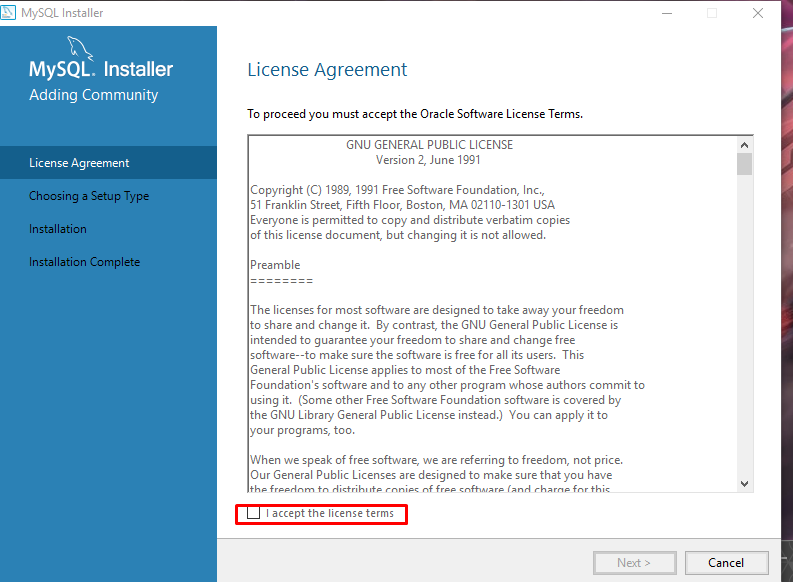 MySQL Installer
MySQL. Installer
Adding Community
License Agreement
Choosing a Setup Type
Installation
Installation Complete
License Agreement
To proceed you must accept the Oracle Software License Terms.
GNU GENERAL PUBLIC LICENSE
Version 2, June 1991
Copyright (C) 1989, 1991 Free Software Foundation, Inc.,
51 Franklin Street, Fifth Floor, Boston, MA 02110-1301 USA
Everyone is permitted to copy and distribute verbatim copies
of this license document, but changing it is not allowed.
Preamble
========
The licenses for most software are designed to take away your freedom
to share and change it.  By contrast, the GNU General Public License is
intended to guarantee your freedom to share and change free
software--to make sure the software is free for all its users.  This
General Public License applies to most of the Free Software
Foundation's software and to any other program whose authors commit to
using it.  (Some other Free Software Foundation software is covered by
the GNU Library General Public License instead.)  You can apply it to
your programs, too.
When we speak of free software, we are referring to freedom, not price.
Our General Public Licenses are designed to make sure that you have
the freedom to distribute copies of free software (and charge for this
I accept the license terms
Next >
Cancel